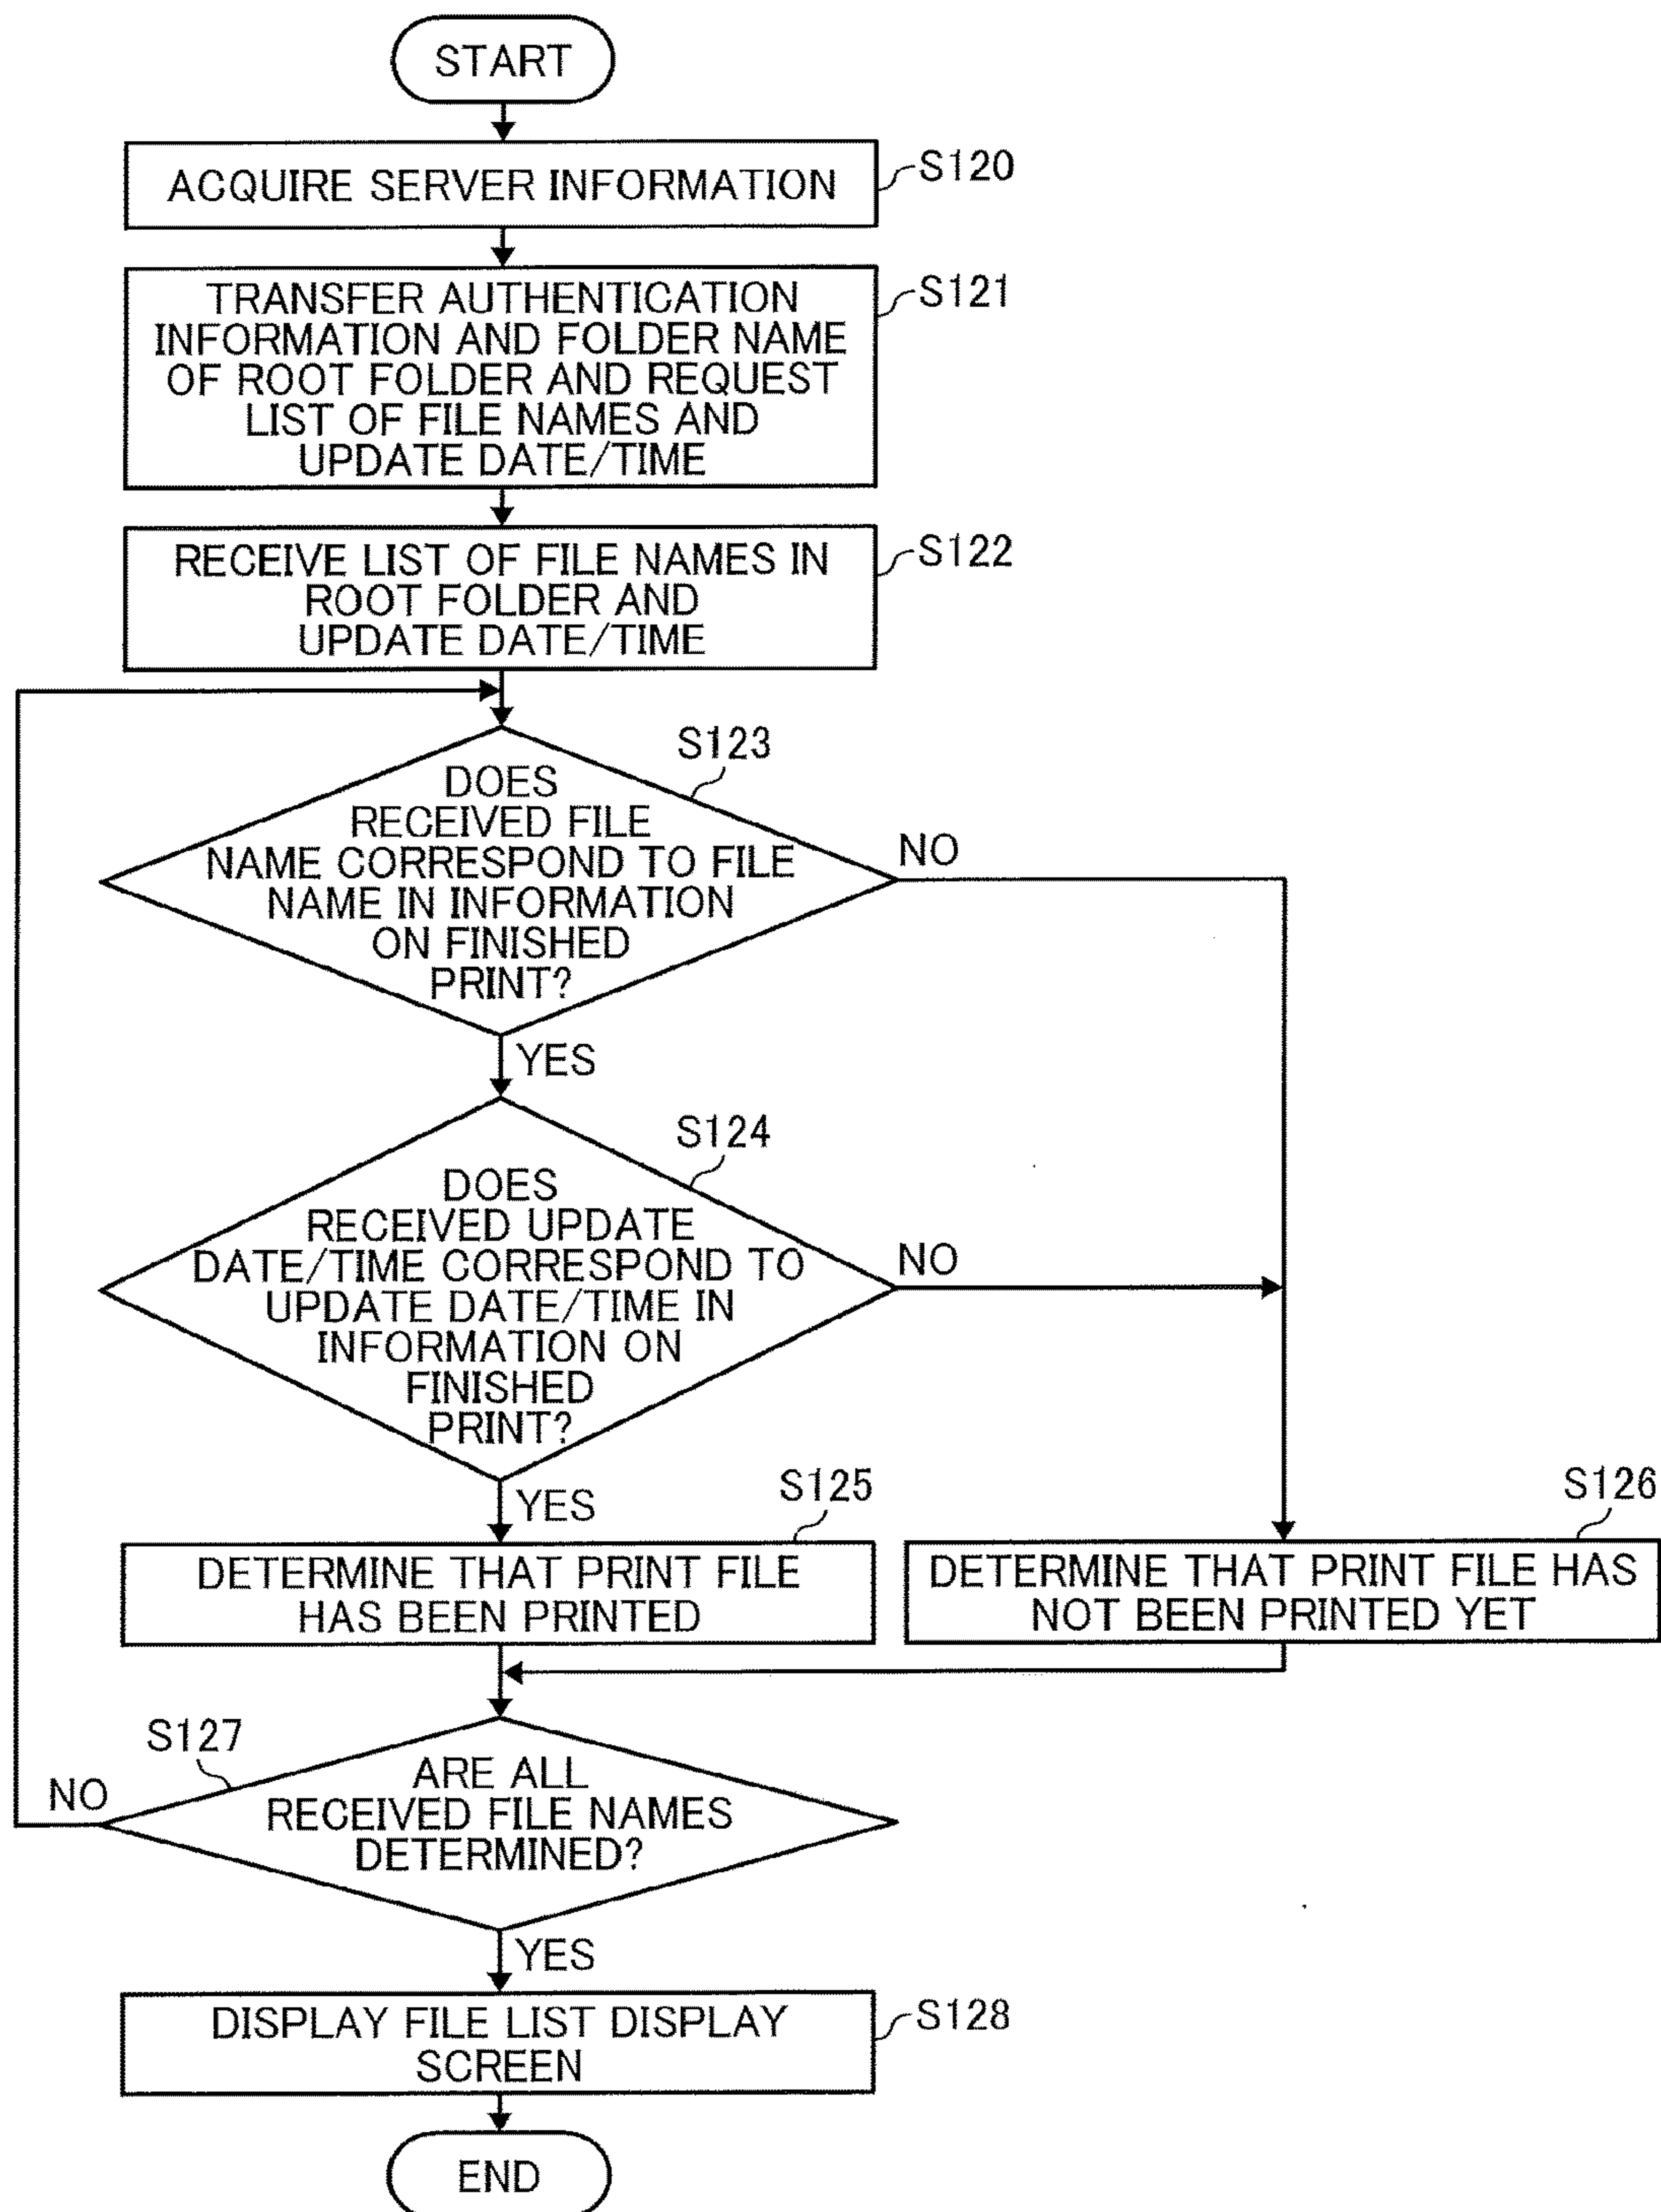 START
ACQUIRE SERVER INFORMATION
S120
TRANSFER AUTHENTICATION
INFORMATION AND FOLDER NAME
OF ROOT FOLDER AND REQUEST
LIST OF FILE NAMES AND
UPDATE DATE/TIME
S121
RECEIVE LIST OF FILE NAMES IN
ROOT FOLDER AND
UPDATE DATE/TIME
S122
S123
DOES
RECEIVED FILE
NAME CORRESPOND TO FILE
NAME IN INFORMATION
ON FINISHED
PRINT?
NO
YES
S124
DOES
RECEIVED UPDATE
DATE/TIME CORRESPOND TO
UPDATE DATE/TIME IN
INFORMATION ON
FINISHED
PRINT?
NO
YES
S125
DETERMINE THAT PRINT FILE
HAS BEEN PRINTED
S126
DETERMINE THAT PRINT FILE HAS
NOT BEEN PRINTED YET
S127
ARE ALL
RECEIVED FILE NAMES
DETERMINED?
NO
YES
DISPLAY FILE LIST DISPLAY
SCREEN
S128
END